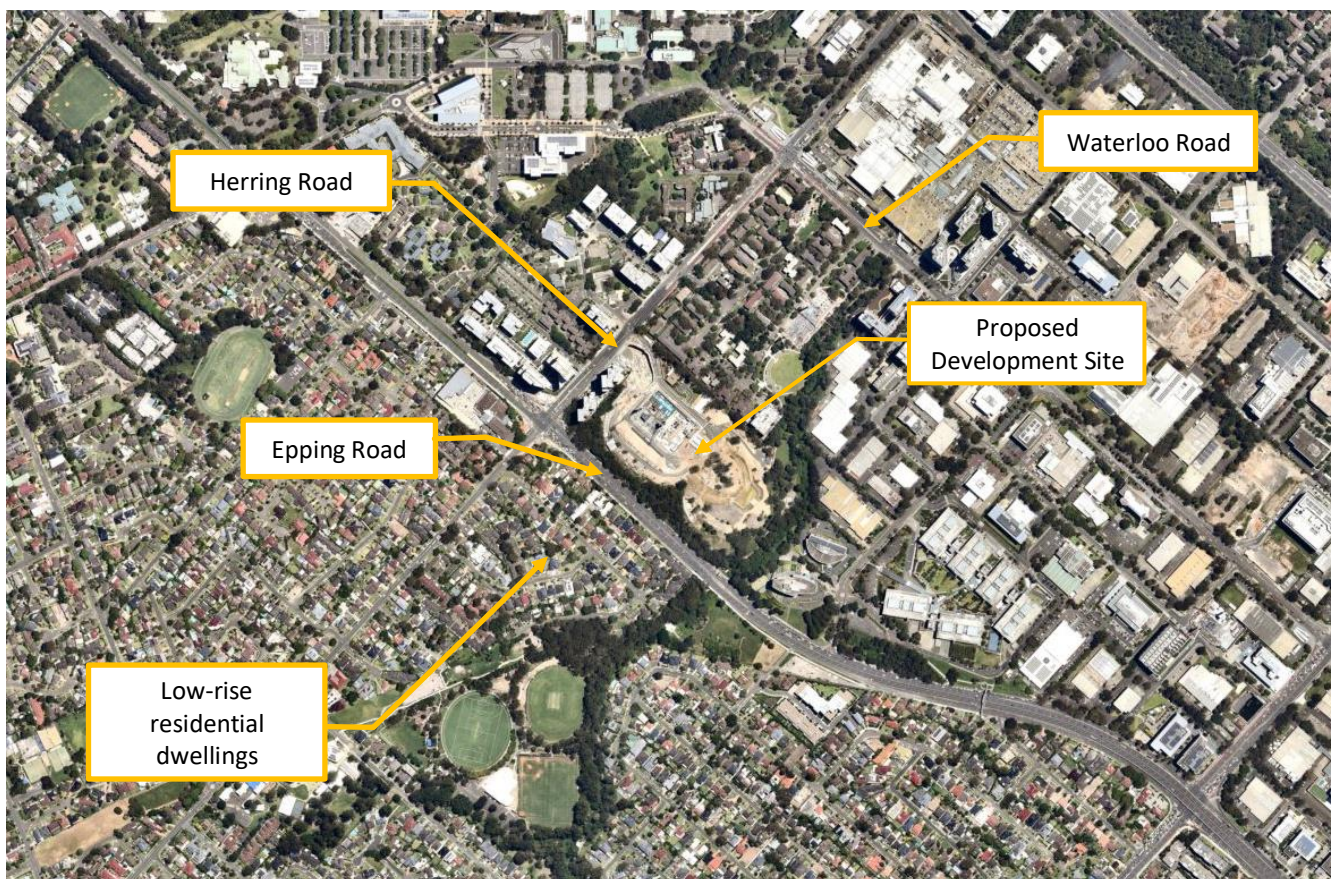 Waterloo Road
Herring Road
Proposed
Development Site
Epping Road
Low-rise
residential
dwellings